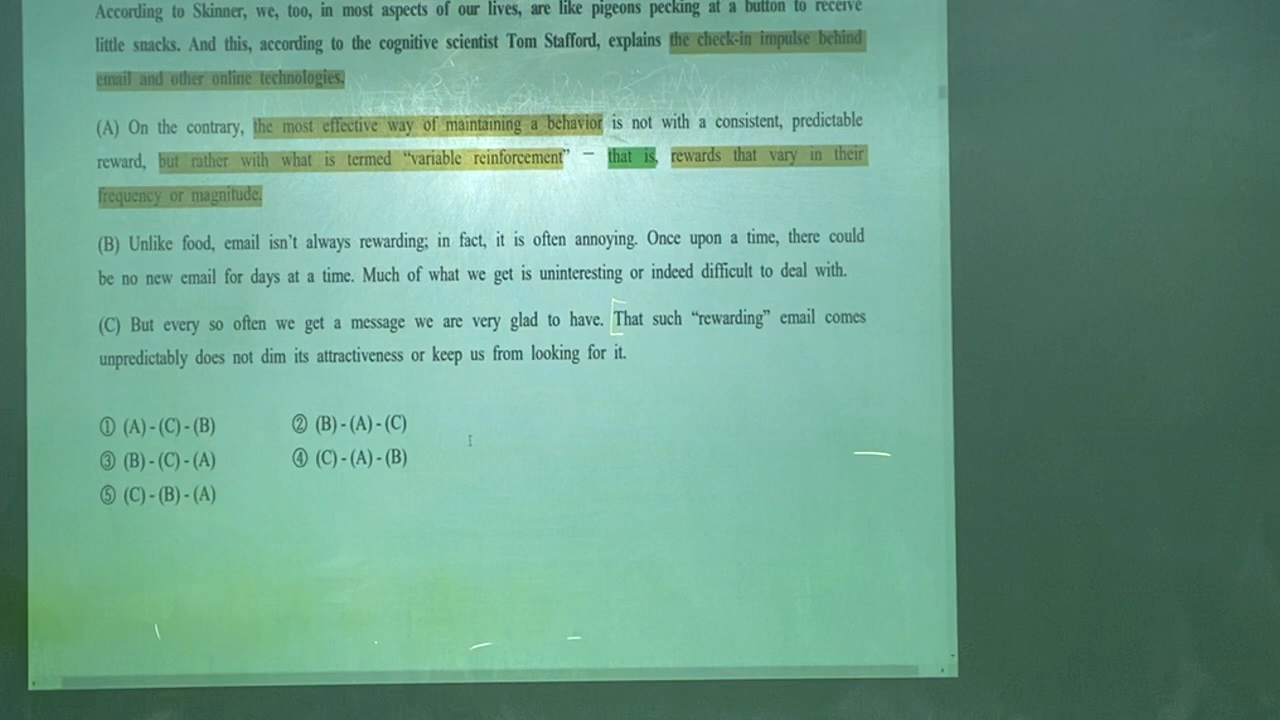 According to Skinner, we, too, in most aspects of our lives, are like pigeons pecking at a button to receive
little snacks. And this, according to the cognitive scientist Tom Stafford, explains the check-in impulse behind
email and other online technologies.
(A) On the contrary, the most effective way of maintaining a behavior is not with a consistent, predictable
reward, but rather with what is termed “variable reinforcement” – that is, rewards that vary in their
frequency or magnitude.
(B) Unlike food, email isn’t always rewarding; in fact, it is often annoying. Once upon a time, there could
be no new email for days at a time. Much of what we get is uninteresting or indeed difficult to deal with.
(C) But every so often we get a message we are very glad to have. That such “rewarding” email comes
unpredictably does not dim its attractiveness or keep us from looking for it.
① (A) - (C) - (B) ② (B) - (A) - (C)
③ (B) - (C) - (A) ④ (C) - (A) - (B)
⑤ (C) - (B) - (A)